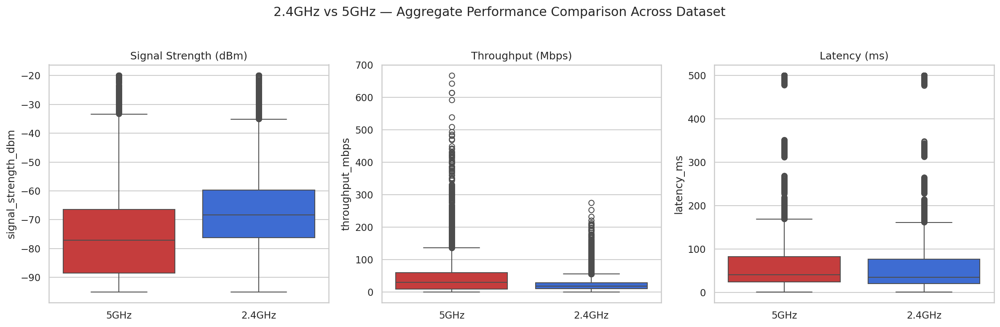 2.4GHz vs 5GHz — Aggregate Performance Comparison Across Dataset
Signal Strength (dBm)
signal_strength_dbm
−20
−30
−40
−50
−60
−70
−80
−90
5GHz
2.4GHz
Throughput (Mbps)
throughput_mbps
700
600
500
400
300
200
100
0
5GHz
2.4GHz
Latency (ms)
latency_ms
500
400
300
200
100
0
5GHz
2.4GHz